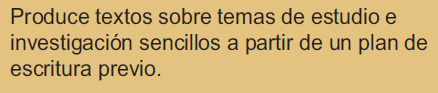 Produce textos sobre temas de estudio e
investigación sencillos a partir de un plan de
escritura previo.